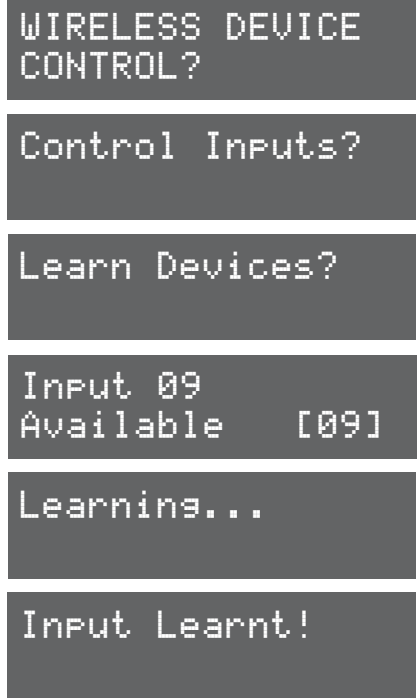 WIRELESS DEVICE
CONTROL?
Control Inputs?
Learn Devices?
Input 09
Available [09]
Learning...
Input Learnt!